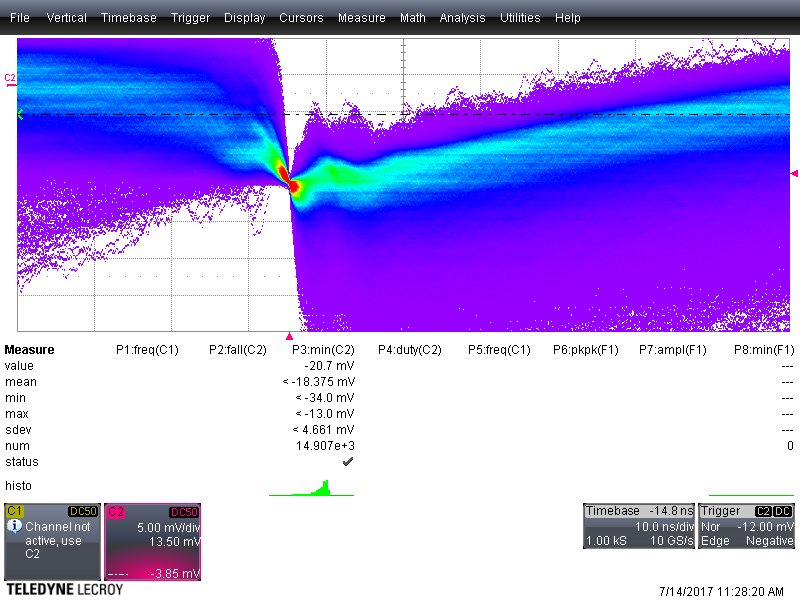 File Vertical Timebase Trigger Display Cursors Measure Math Analysis Utilities Help
C2
Measure P1:freq(C1) P2:fall(C2) P3:min(C2) P4:duty(C2) P5:freq(C1) P6:pkpk(F1) P7:ampl(F1) P8:min(F1)
value -20.7 mV ---
mean < -18.375 mV ---
min < -34.0 mV ---
max < -13.0 mV ---
sdev < 4.661 mV ---
num 14.907e+3 0
status ✓
histo
C1 DC50
i Channel not
active, use
C2
C2 DC50
5.00 mV/div
13.50 mV
-3.85 mV
Timebase -14.8 ns
10.0 ns/div
1.00 kS 10 GS/s
Trigger C2 DC
Nor -12.00 mV
Edge Negative
TELEDYNE LECROY
7/14/2017 11:28:20 AM